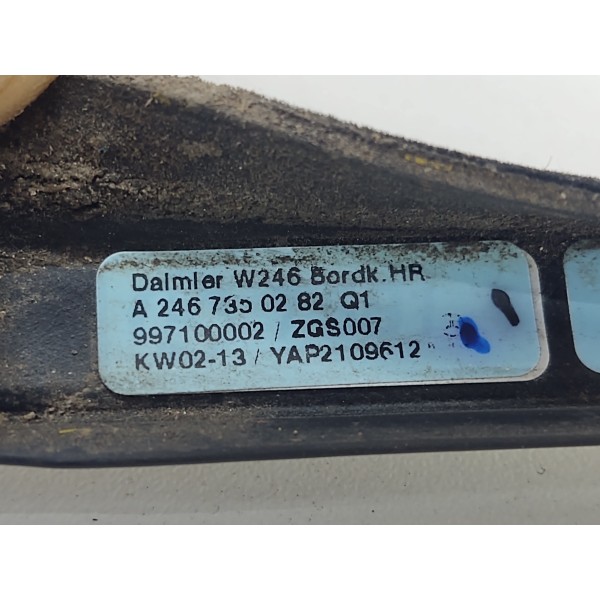 Daimler W246 Bordk. HR
A 246 735 02 82 Q1
997100002 / ZGS007
KW02-13 / YAP2109612